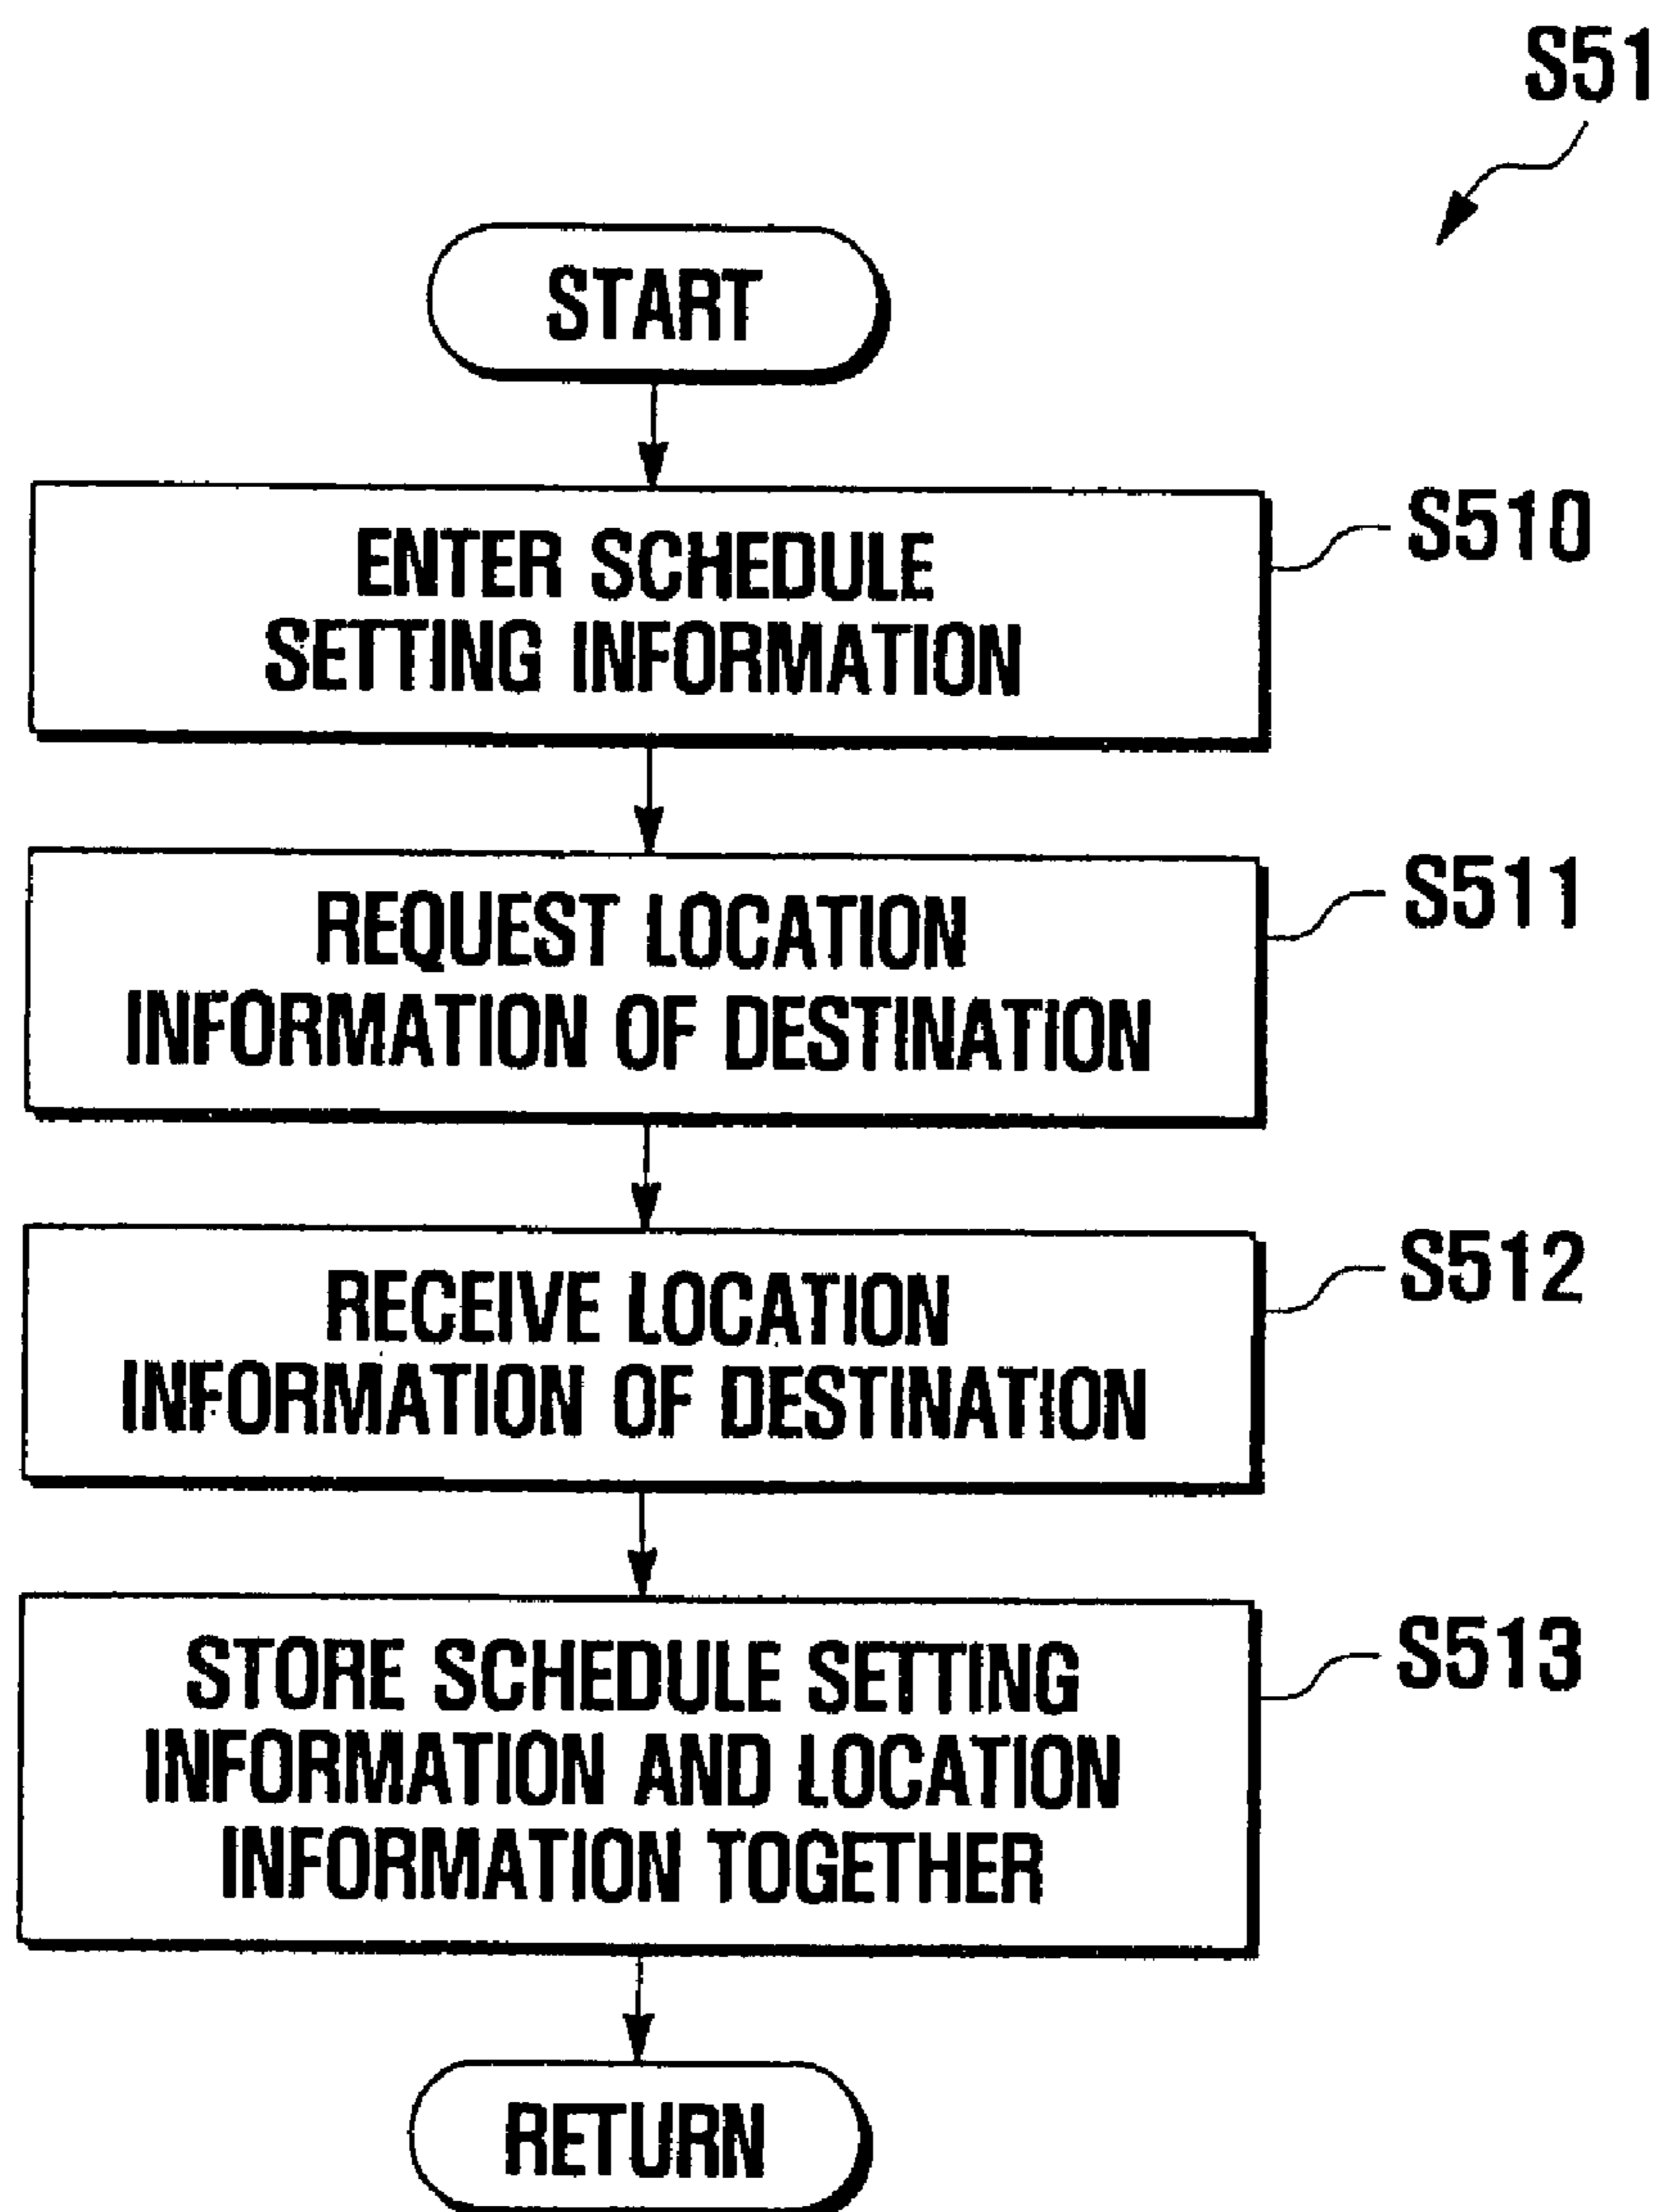 S51
START
ENTER SCHEDULE
SETTING INFORMATION
S510
REQUEST LOCATION
INFORMATION OF DESTINATION
S511
RECEIVE LOCATION
INFORMATION OF DESTINATION
S512
STORE SCHEDULE SETTING
INFORMATION AND LOCATION
INFORMATION TOGETHER
S513
RETURN